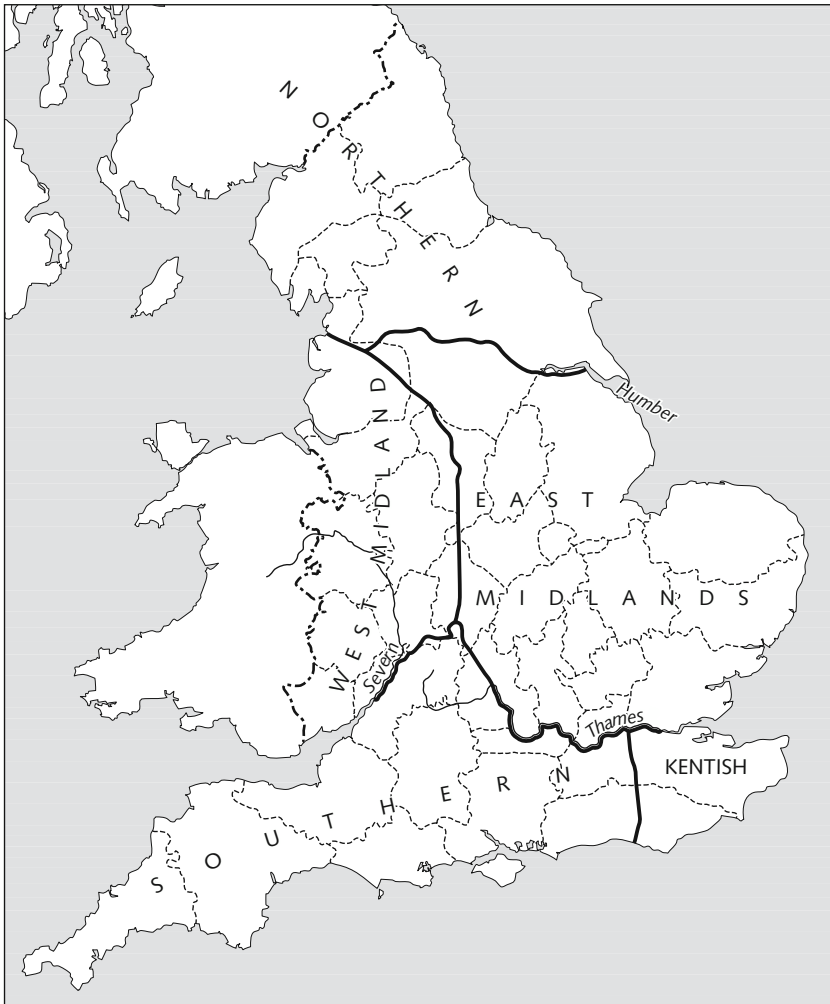 NORTHERN
Humber
WEST MIDLAND
EAST
MIDLANDS
Severn
Thames
KENTISH
SOUTHERN